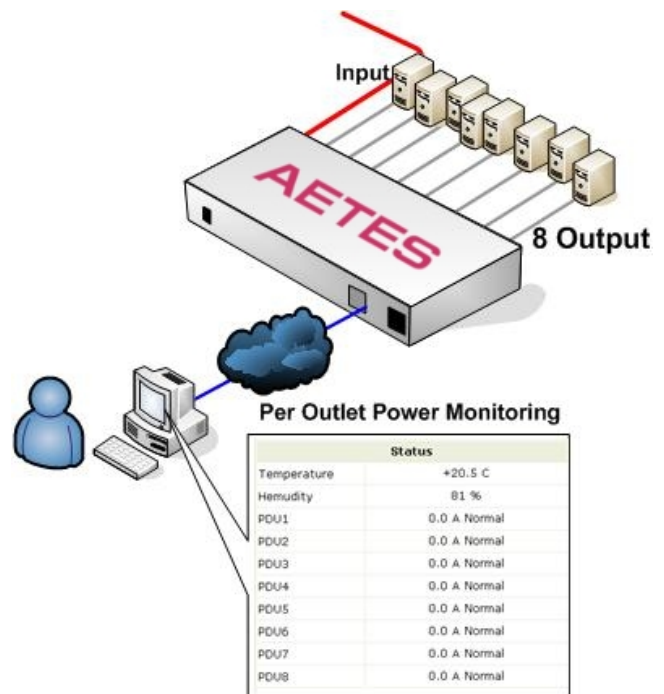 Input
AETES
8 Output
Per Outlet Power Monitoring
Status
Temperature +20.5 C
Hemudity 81 %
PDU1 0.0 A Normal
PDU2 0.0 A Normal
PDU3 0.0 A Normal
PDU4 0.0 A Normal
PDU5 0.0 A Normal
PDU6 0.0 A Normal
PDU7 0.0 A Normal
PDU8 0.0 A Normal